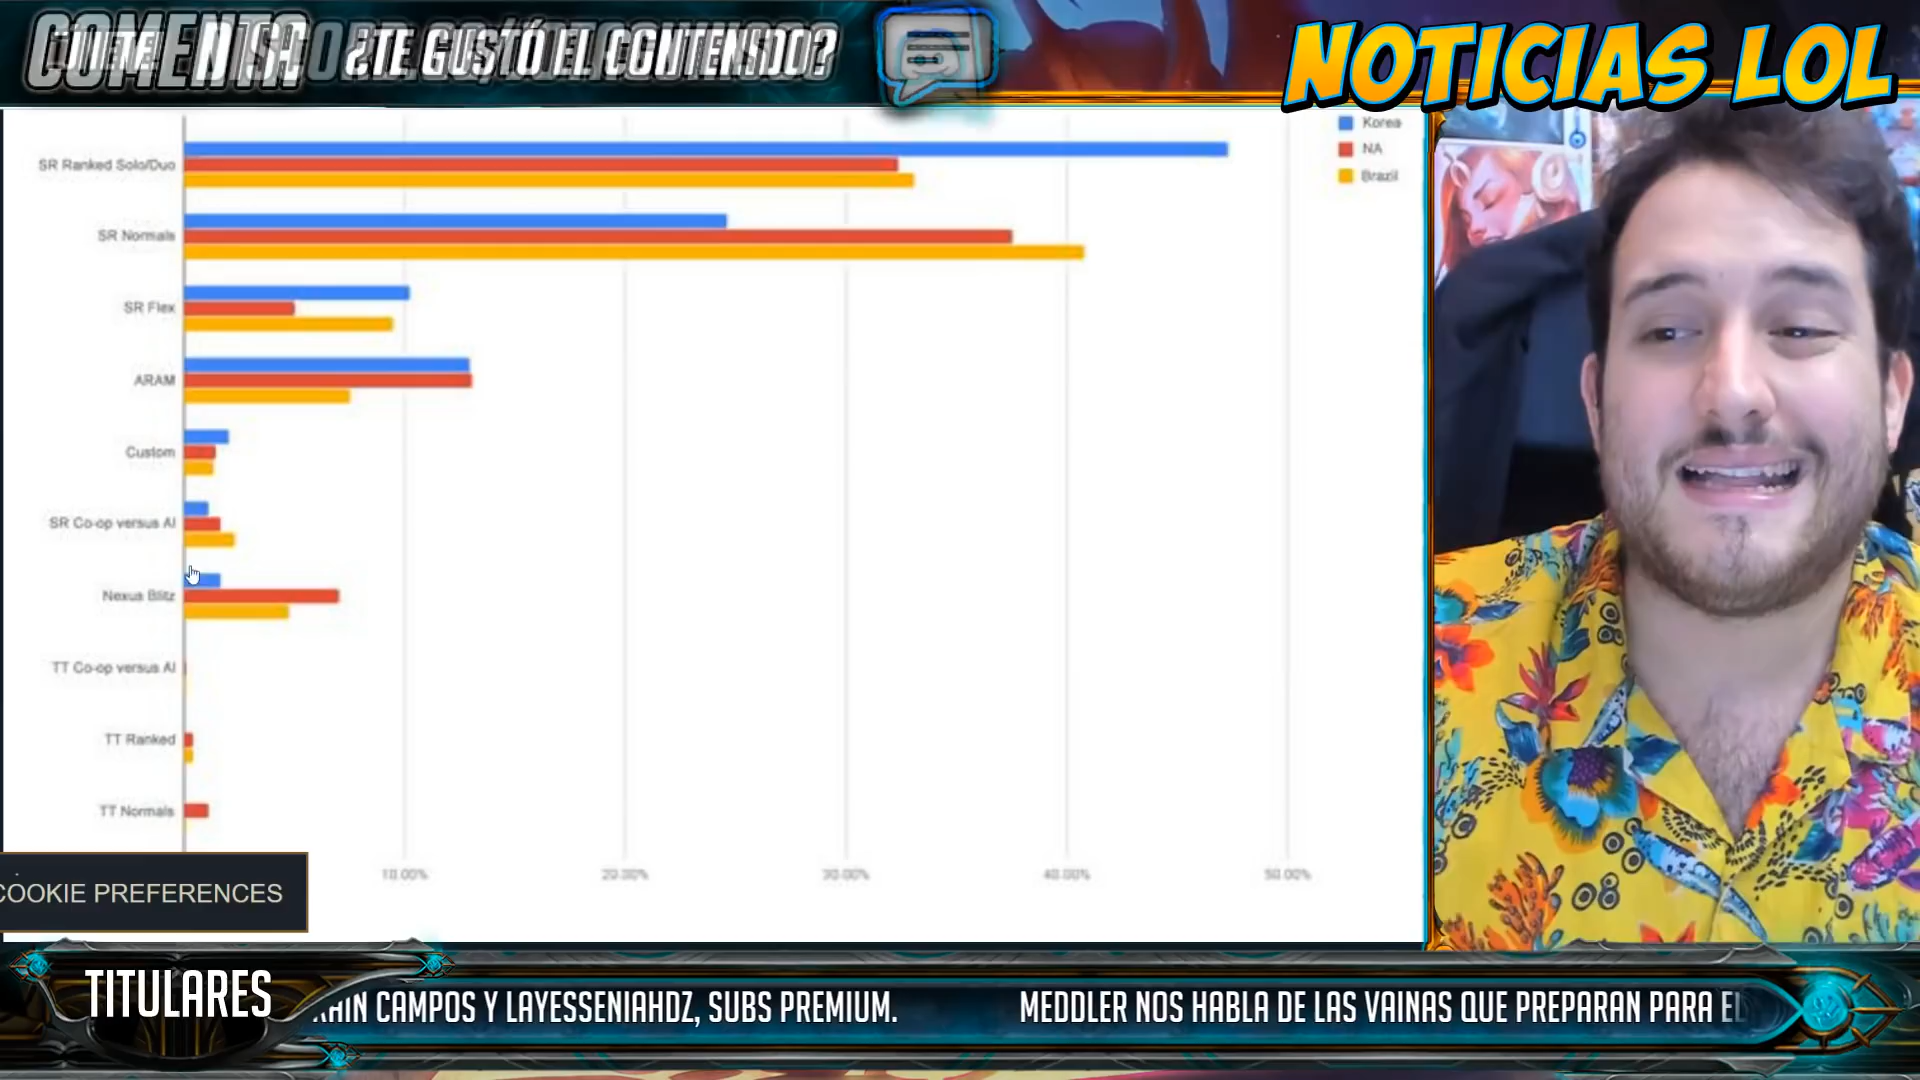 ¿TE GUSTÓ EL CONTENIDO?
NOTICIAS LOL
Korea
NA
Brazil
SR Ranked Solo/Duo
SR Normals
SR Flex
ARAM
Custom
SR Co-op versus AI
Nexus Blitz
TT Co-op versus AI
TT Ranked
TT Normals
10.00%
20.00%
30.00%
40.00%
50.00%
COOKIE PREFERENCES
TITULARES
CAMPOS Y LAYESSENIAHDZ, SUBS PREMIUM.
MEDDLER NOS HABLA DE LAS VAINAS QUE PREPARAN PARA EL